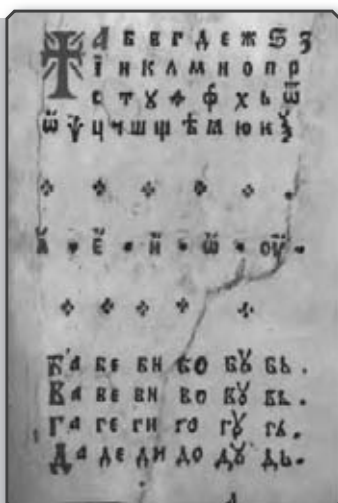 А Б В Г Д Е Ж Ѕ З
Ї Н К Л М Н О П Р
С Т Ꙋ Ф Х Ь Ѿ
Ц Ч Ш Щ Ѣ Ю
А • Е • Н • Ѡ • ОУ •
Ба бе би бо бꙋ бь.
Ва ве ви во вꙋ вь.
Га ге ги го гꙋ гь.
Да де ди до дꙋ дь.